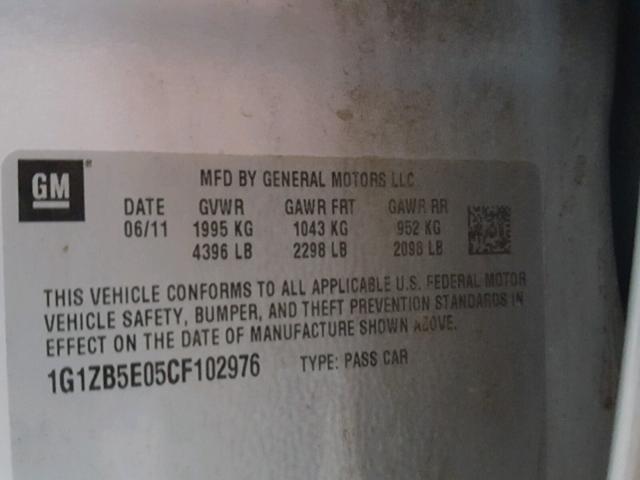 GM ®
MFD BY GENERAL MOTORS LLC
DATE GVWR GAWR FRT GAWR RR
06/11 1995 KG 1043 KG 952 KG
4396 LB 2298 LB 2098 LB
THIS VEHICLE CONFORMS TO ALL APPLICABLE U.S. FEDERAL MOTOR
VEHICLE SAFETY, BUMPER, AND THEFT PREVENTION STANDARDS IN
EFFECT ON THE DATE OF MANUFACTURE SHOWN ABOVE.
1G1ZB5E05CF102976 TYPE: PASS CAR